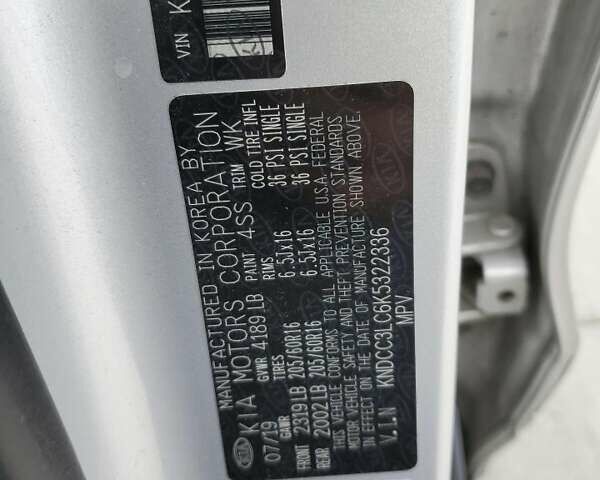 VIN K
MANUFACTURED IN KOREA BY
KIA KIA MOTORS CORPORATION
07/19 GVWR 4189LB PAINT 4SS TRIM WK
GAWR TIRES RIMS COLD TIRE INFL
FRONT 2319LB 205/60R16 6.5Jx16 36 PSI SINGLE
REAR 2002LB 205/60R16 6.5Jx16 36 PSI SINGLE
THIS VEHICLE CONFORMS TO ALL APPLICABLE U.S.A. FEDERAL
MOTOR VEHICLE SAFETY AND THEFT PREVENTION STANDARDS
IN EFFECT ON THE DATE OF MANUFACTURE SHOWN ABOVE.
V.I.N KNDCC3LC6K5322336
MPV